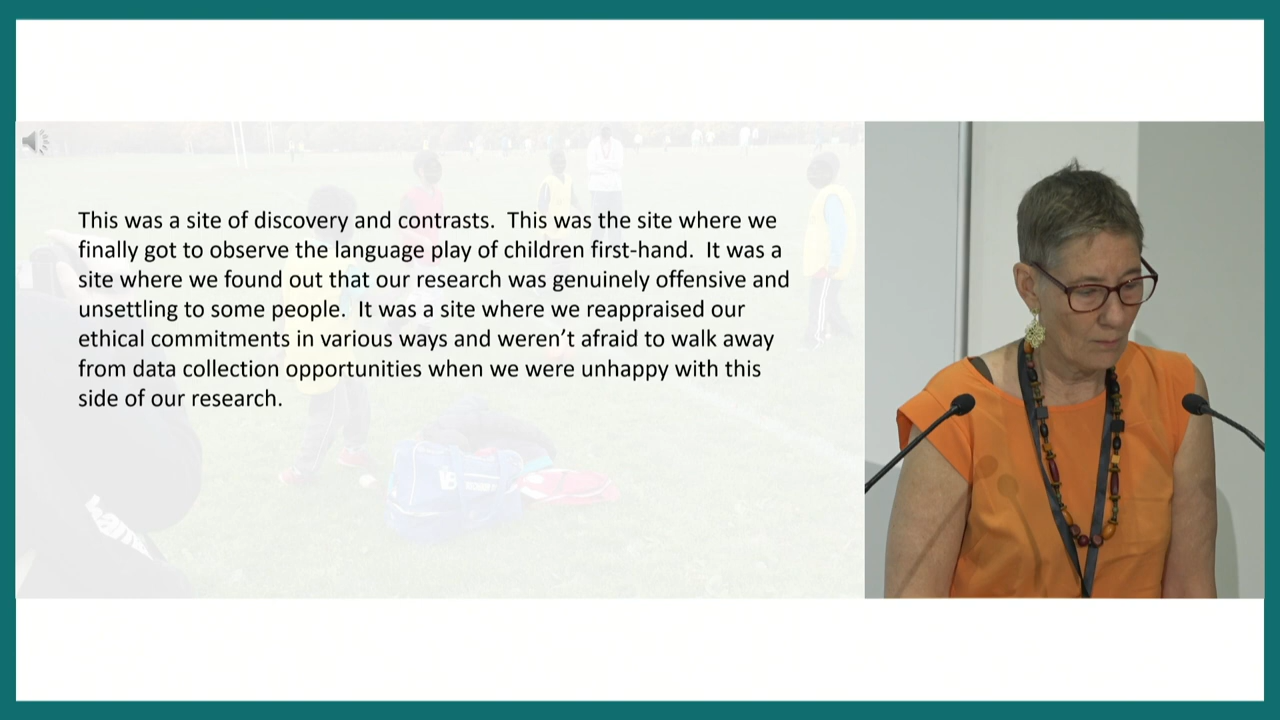 This was a site of discovery and contrasts.  This was the site where we
finally got to observe the language play of children first-hand.  It was a
site where we found out that our research was genuinely offensive and
unsettling to some people.  It was a site where we reappraised our
ethical commitments in various ways and weren’t afraid to walk away
from data collection opportunities when we were unhappy with this
side of our research.